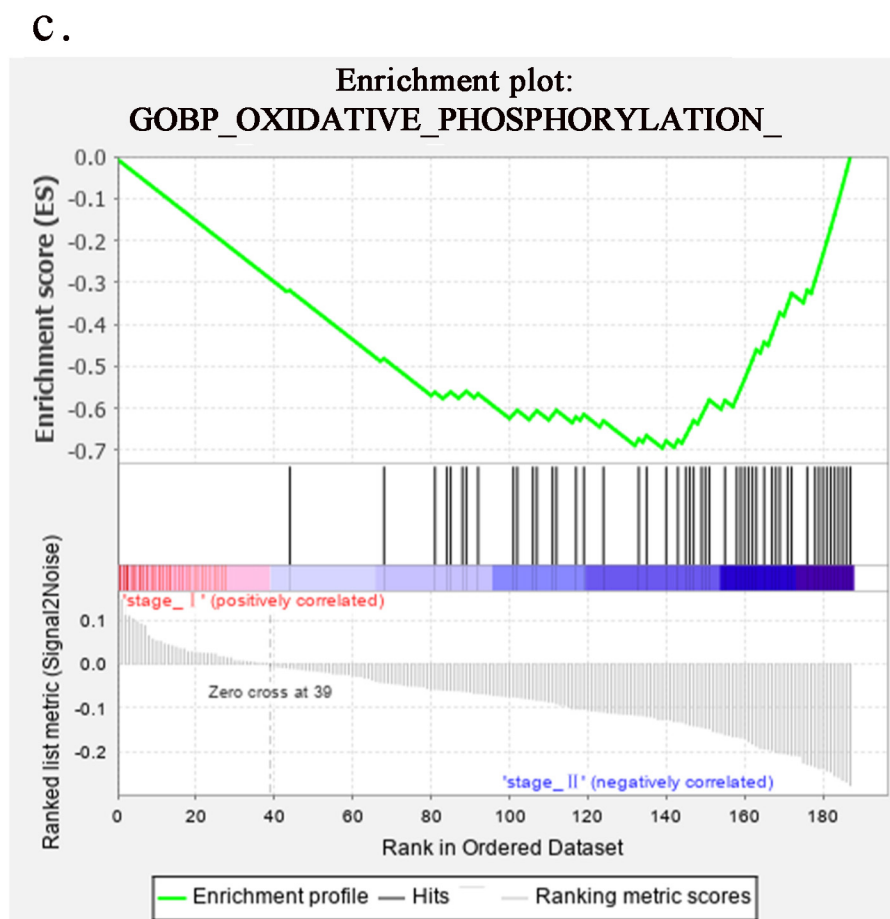 c.
Enrichment plot:
GOBP_OXIDATIVE_PHOSPHORYLATION_
Enrichment score (ES)
0.0
-0.1
-0.2
-0.3
-0.4
-0.5
-0.6
-0.7
'stage_Ⅰ' (positively correlated)
Ranked list metric (Signal2Noise)
0.1
0.0
-0.1
-0.2
Zero cross at 39
'stage_Ⅱ' (negatively correlated)
0 20 40 60 80 100 120 140 160 180
Rank in Ordered Dataset
Enrichment profile Hits Ranking metric scores